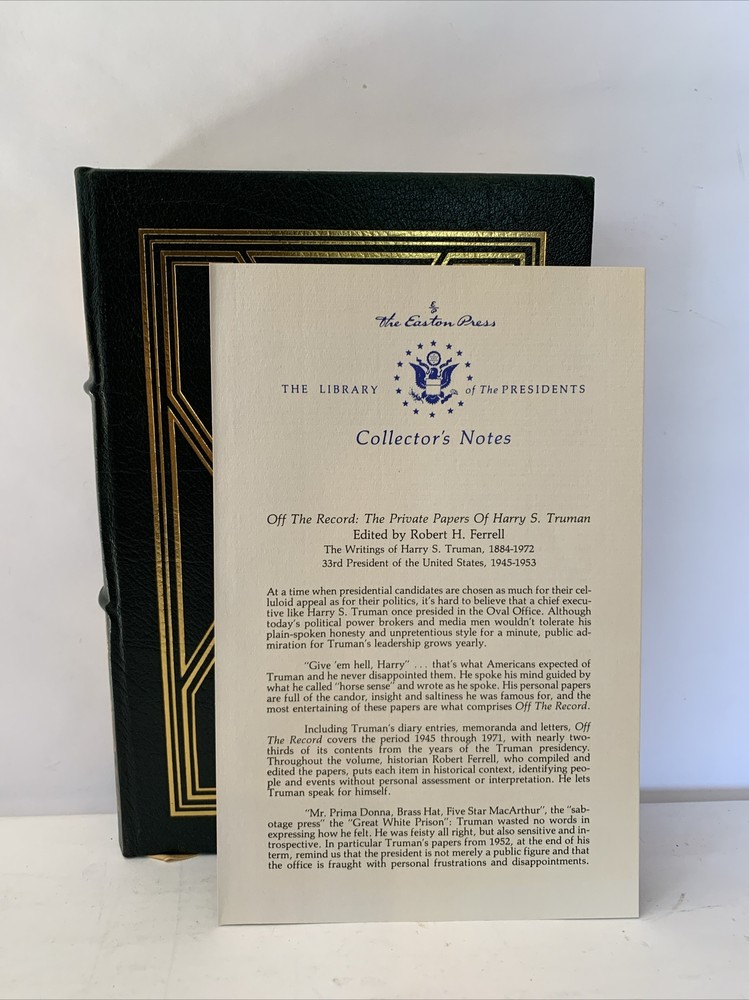 The Easton Press
THE LIBRARY of The PRESIDENTS
Collector's Notes
Off The Record: The Private Papers Of Harry S. Truman
Edited by Robert H. Ferrell
The Writings of Harry S. Truman, 1884-1972
33rd President of the United States, 1945-1953
At a time when presidential candidates are chosen as much for their cel-
luloid appeal as for their politics, it's hard to believe that a chief execu-
tive like Harry S. Truman once presided in the Oval Office. Although
today's political power brokers and media men wouldn't tolerate his
plain-spoken honesty and unpretentious style for a minute, public ad-
miration for Truman's leadership grows yearly.
"Give 'em hell, Harry" . . . that's what Americans expected of
Truman and he never disappointed them. He spoke his mind guided by
what he called "horse sense" and wrote as he spoke. His personal papers
are full of the candor, insight and saltiness he was famous for, and the
most entertaining of these papers are what comprises Off The Record.
Including Truman's diary entries, memoranda and letters, Off
The Record covers the period 1945 through 1971, with nearly two-
thirds of its contents from the years of the Truman presidency.
Throughout the volume, historian Robert Ferrell, who compiled and
edited the papers, puts each item in historical context, identifying peo-
ple and events without personal assessment or interpretation. He lets
Truman speak for himself.
"Mr. Prima Donna, Brass Hat, Five Star MacArthur", the "sab-
otage press" the "Great White Prison": Truman wasted no words in
expressing how he felt. He was feisty all right, but also sensitive and in-
trospective. In particular Truman's papers from 1952, at the end of his
term, remind us that the president is not merely a public figure and that
the office is fraught with personal frustrations and disappointments.